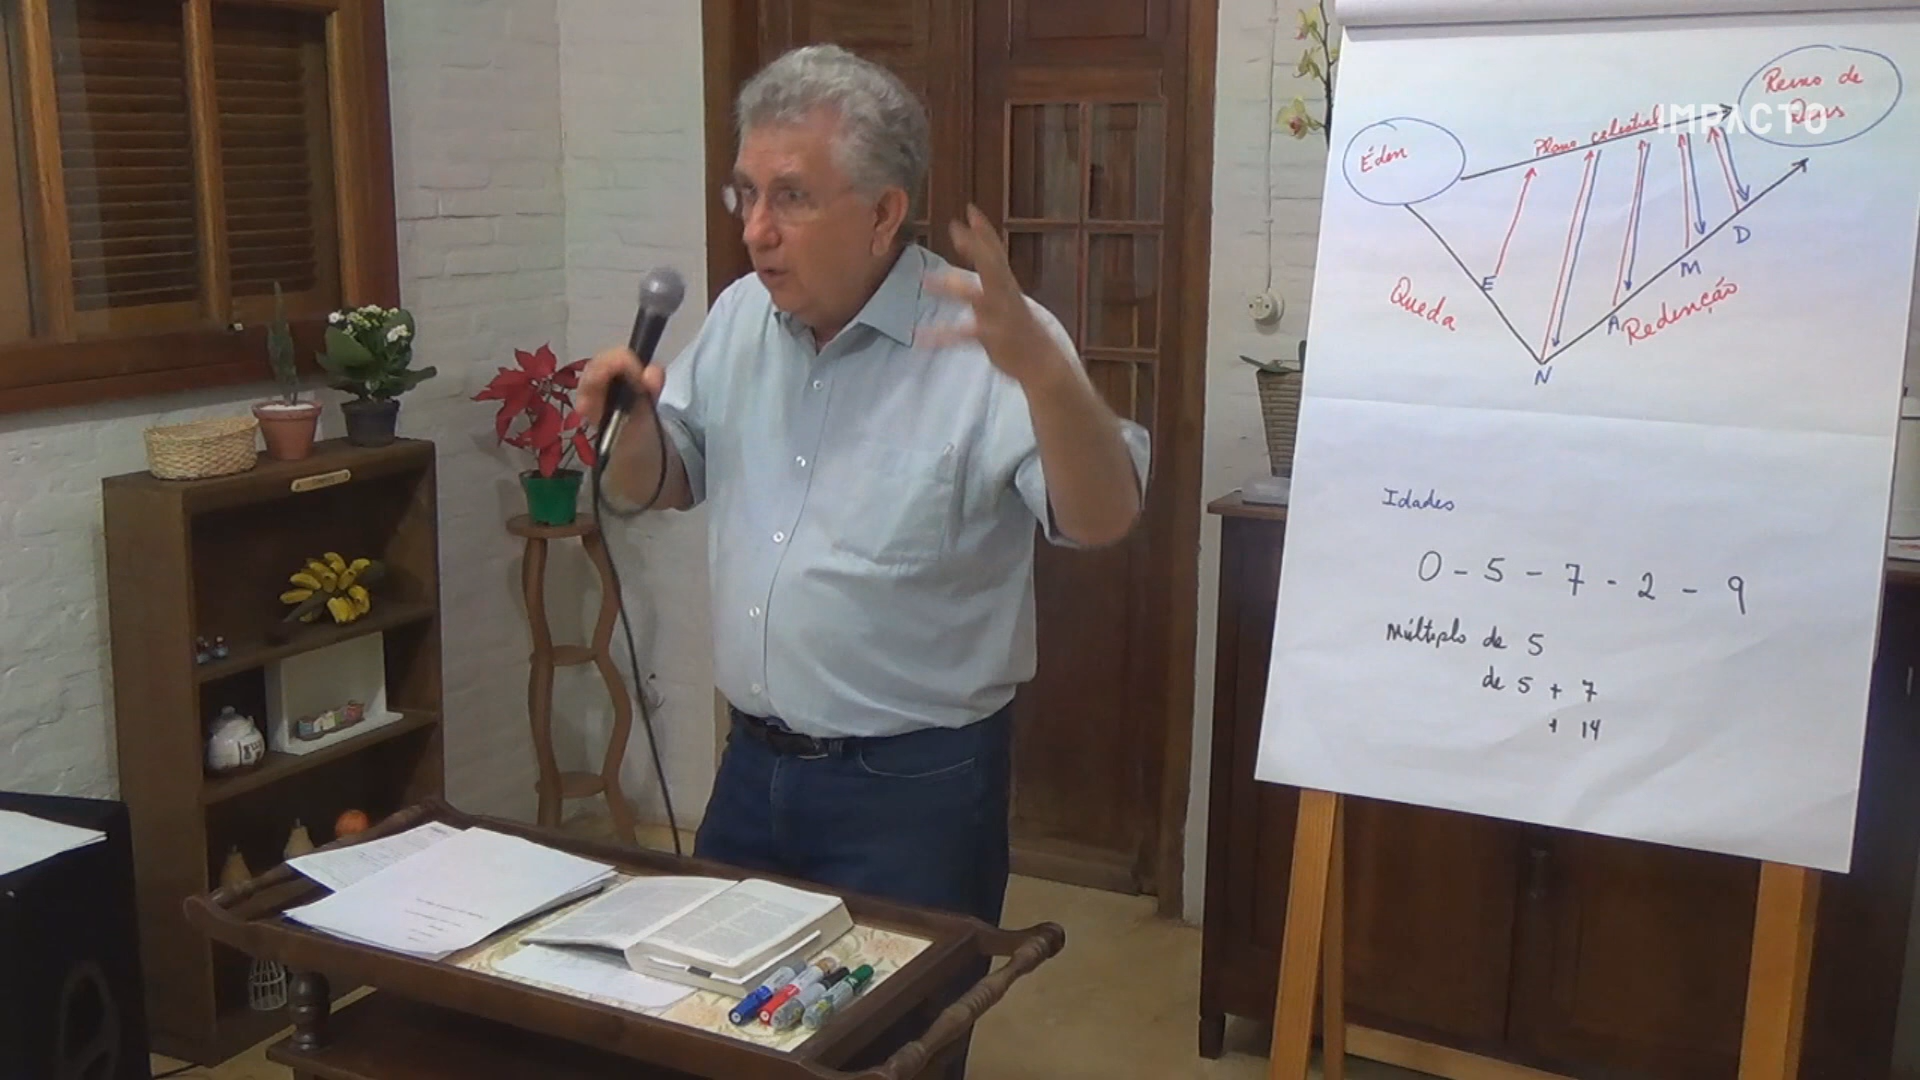 Reino de
Deus
IMPACTO
Éden
Plano celestial
E
D
M
Queda
A
Redenção
N
Idades
0 - 5 - 7 - 2 - 9
Múltiplo de 5
de 5 + 7
+ 14